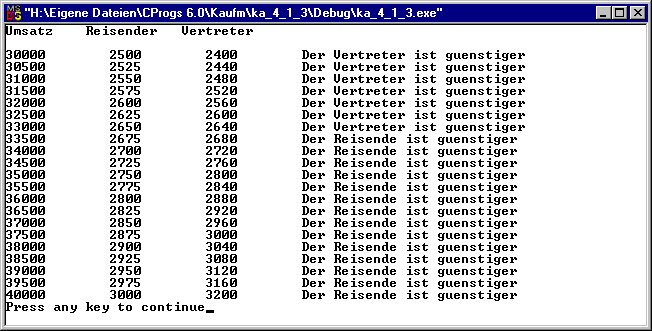 "H:\Eigene Dateien\CProgs 6.0\Kaufm\ka_4_1_3\Debug\ka_4_1_3.exe"
Umsatz Reisender Vertreter
30000 2500 2400 Der Vertreter ist guenstiger
30500 2525 2440 Der Vertreter ist guenstiger
31000 2550 2480 Der Vertreter ist guenstiger
31500 2575 2520 Der Vertreter ist guenstiger
32000 2600 2560 Der Vertreter ist guenstiger
32500 2625 2600 Der Vertreter ist guenstiger
33000 2650 2640 Der Vertreter ist guenstiger
33500 2675 2680 Der Reisende ist guenstiger
34000 2700 2720 Der Reisende ist guenstiger
34500 2725 2760 Der Reisende ist guenstiger
35000 2750 2800 Der Reisende ist guenstiger
35500 2775 2840 Der Reisende ist guenstiger
36000 2800 2880 Der Reisende ist guenstiger
36500 2825 2920 Der Reisende ist guenstiger
37000 2850 2960 Der Reisende ist guenstiger
37500 2875 3000 Der Reisende ist guenstiger
38000 2900 3040 Der Reisende ist guenstiger
38500 2925 3080 Der Reisende ist guenstiger
39000 2950 3120 Der Reisende ist guenstiger
39500 2975 3160 Der Reisende ist guenstiger
40000 3000 3200 Der Reisende ist guenstiger
Press any key to continue_